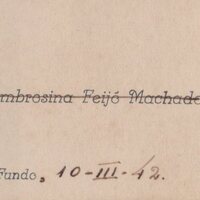 mbrosina Feijó Machado
Fundo, 10-III-42.